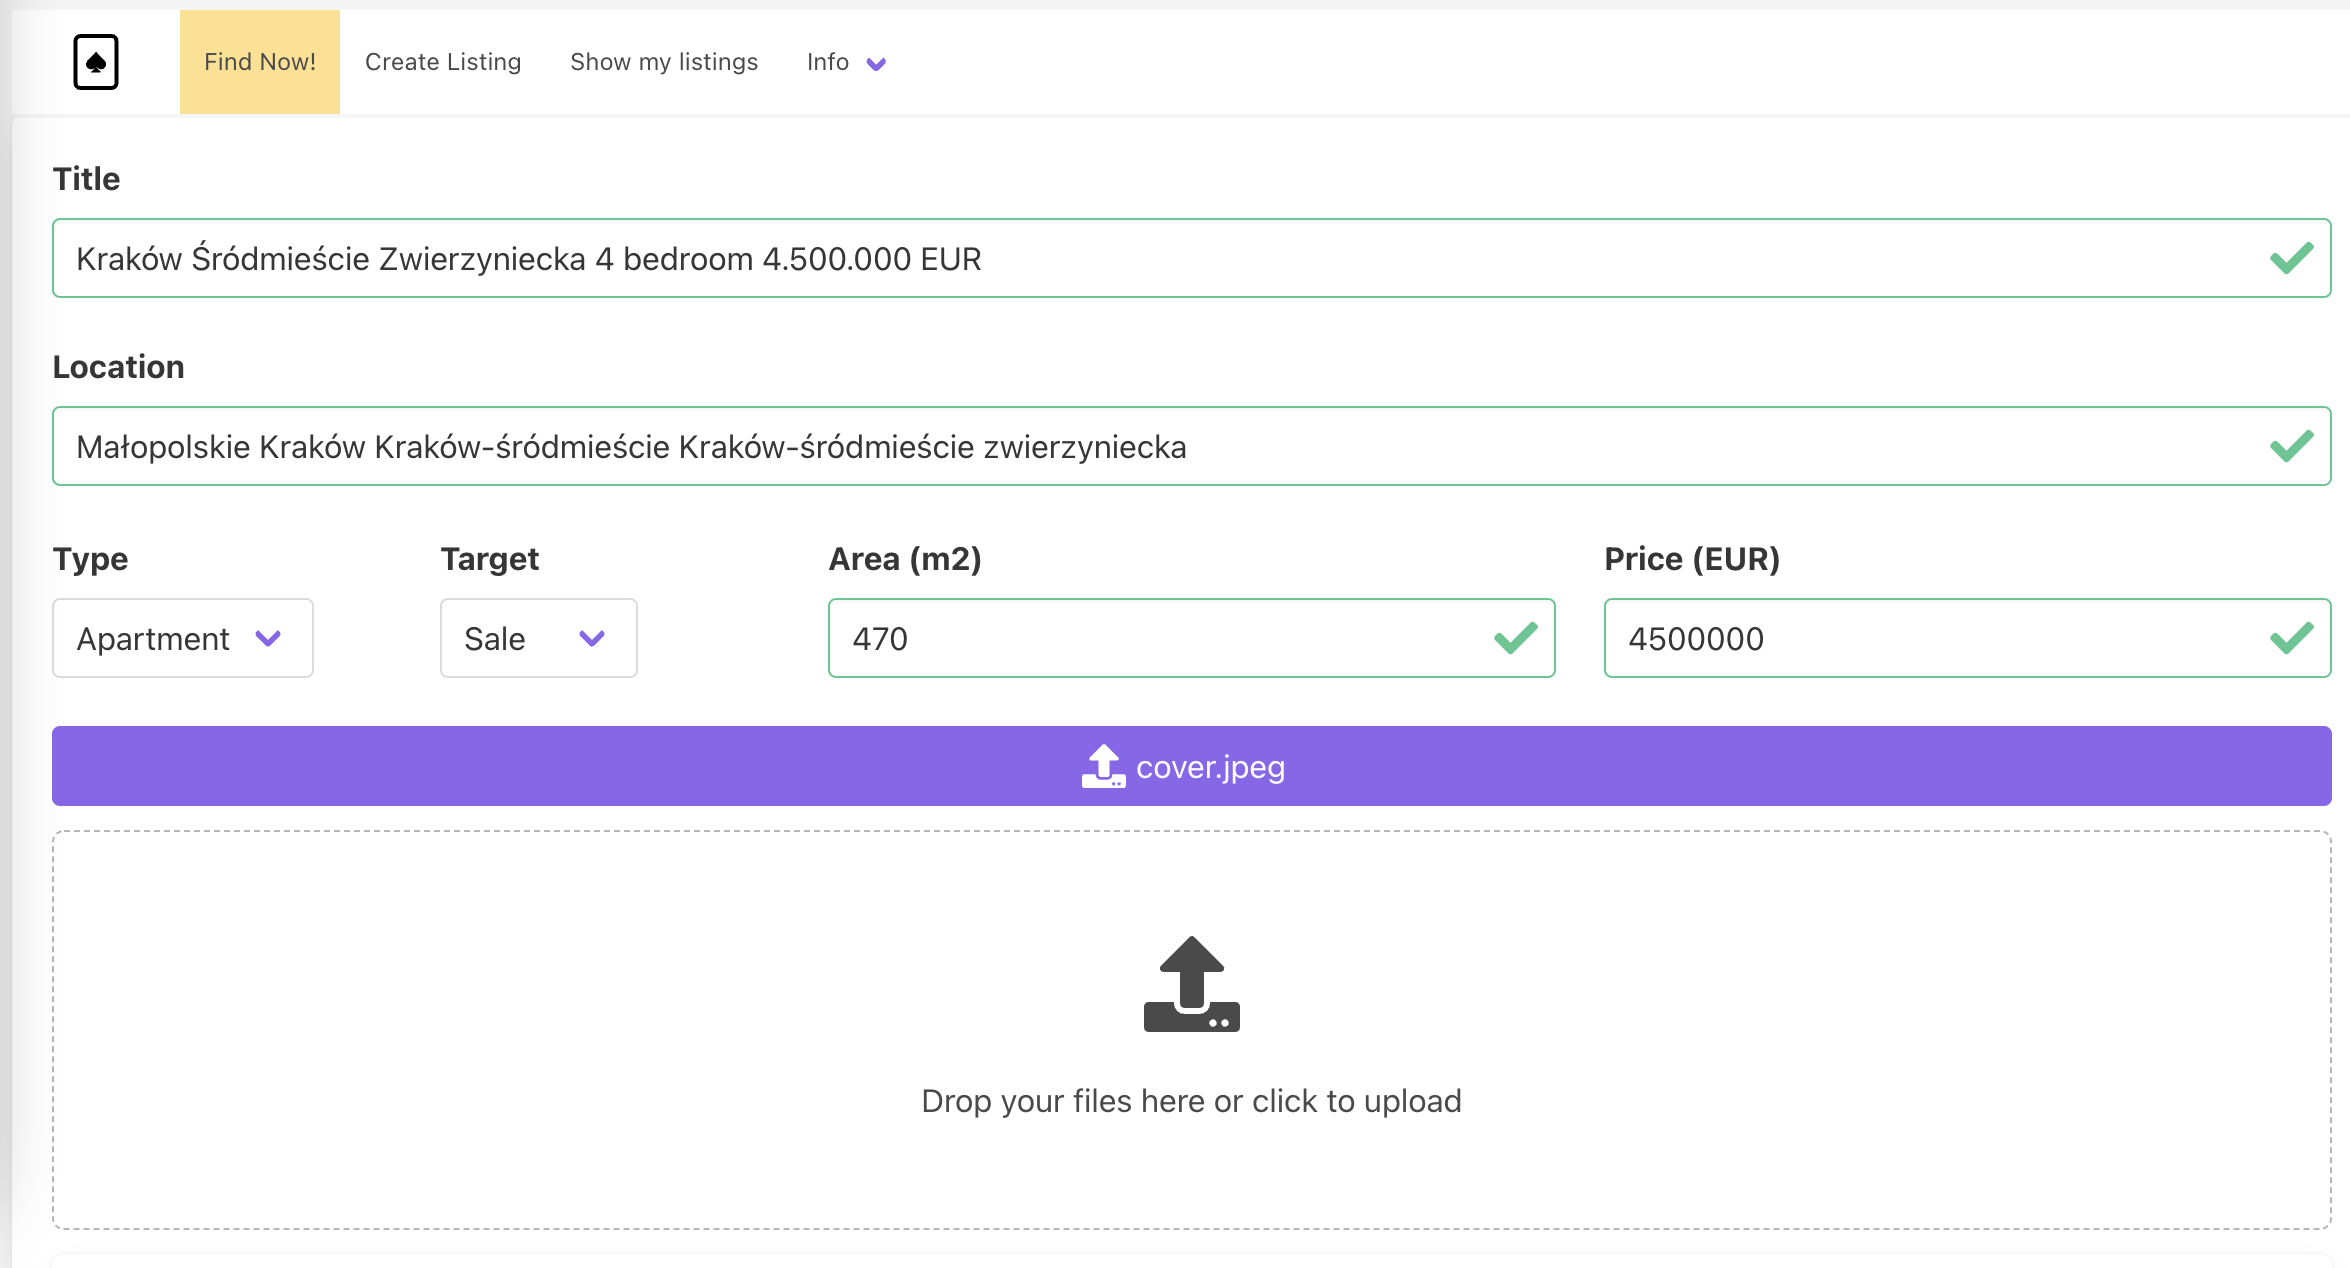 Find Now! Create Listing Show my listings Info
Title
Kraków Śródmieście Zwierzyniecka 4 bedroom 4.500.000 EUR
Location
Małopolskie Kraków Kraków-śródmieście Kraków-śródmieście zwierzyniecka
Type Target Area (m2) Price (EUR)
Apartment Sale 470 4500000
cover.jpeg
Drop your files here or click to upload